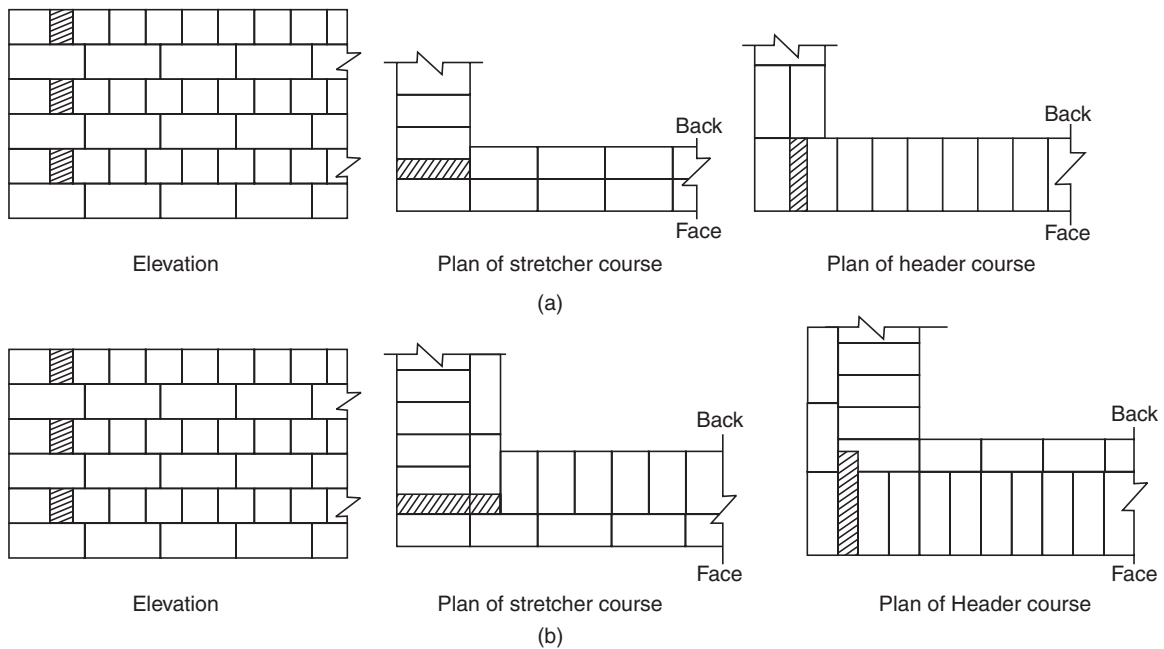 Back
Face
Back
Face
Elevation
Plan of stretcher course
Plan of header course
(a)
Back
Face
Back
Face
Elevation
Plan of stretcher course
Plan of Header course
(b)